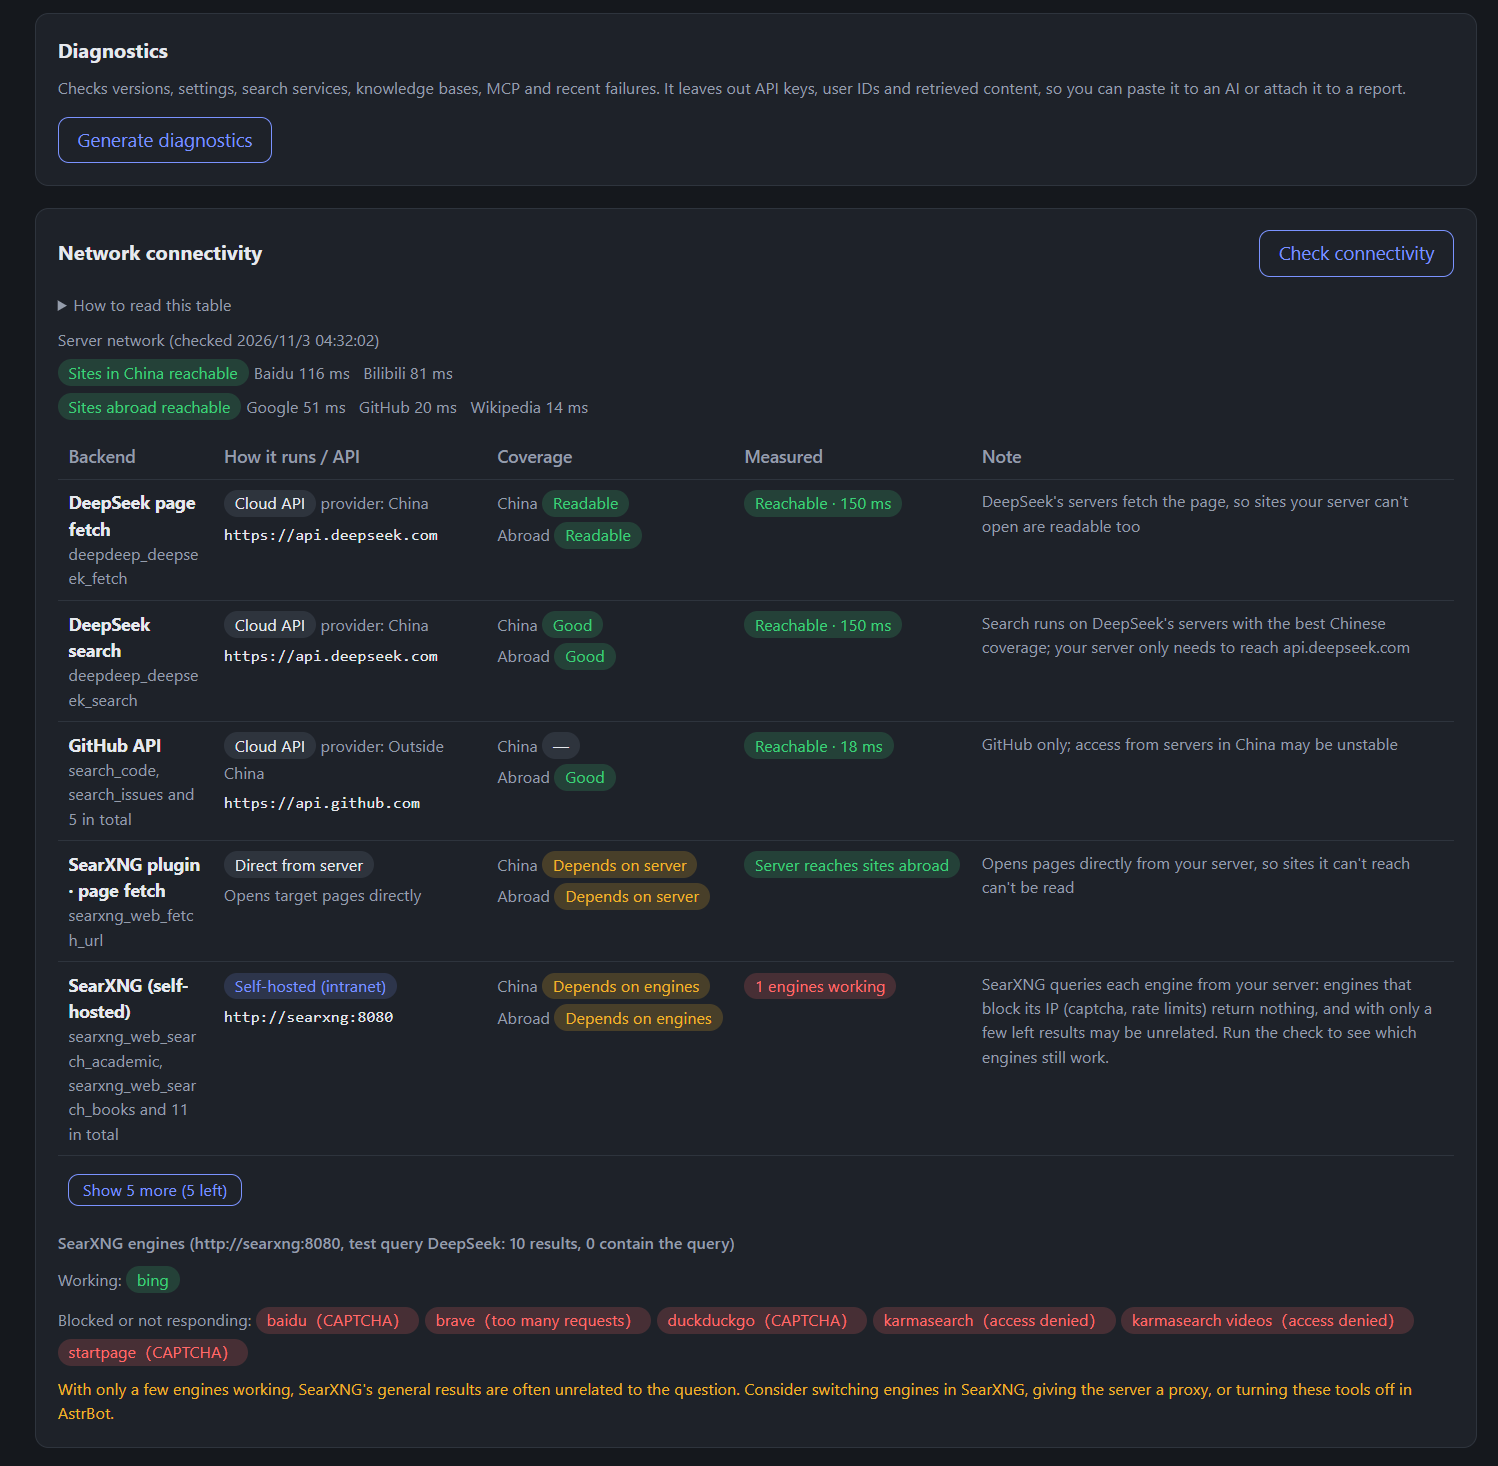 Diagnostics
Checks versions, settings, search services, knowledge bases, MCP and recent failures. It leaves out API keys, user IDs and retrieved content, so you can paste it to an AI or attach it to a report.
Generate diagnostics
Network connectivity
Check connectivity
▶ How to read this table
Server network (checked 2026/11/3 04:32:02)
Sites in China reachable Baidu 116 ms Bilibili 81 ms
Sites abroad reachable Google 51 ms GitHub 20 ms Wikipedia 14 ms
Backend How it runs / API Coverage Measured Note
DeepSeek page
fetch
deepdeep_deepse
ek_fetch
Cloud API provider: China
https://api.deepseek.com
China Readable
Abroad Readable
Reachable · 150 ms
DeepSeek's servers fetch the page, so sites your server can't
open are readable too
DeepSeek
search
deepdeep_deepse
ek_search
Cloud API provider: China
https://api.deepseek.com
China Good
Abroad Good
Reachable · 150 ms
Search runs on DeepSeek's servers with the best Chinese
coverage; your server only needs to reach api.deepseek.com
GitHub API
search_code,
search_issues and
5 in total
Cloud API provider: Outside
China
https://api.github.com
China —
Abroad Good
Reachable · 18 ms
GitHub only; access from servers in China may be unstable
SearXNG plugin
· page fetch
searxng_web_fetc
h_url
Direct from server
Opens target pages directly
China Depends on server
Abroad Depends on server
Server reaches sites abroad
Opens pages directly from your server, so sites it can't reach
can't be read
SearXNG (self-
hosted)
searxng_web_sear
ch_academic,
searxng_web_sear
ch_books and 11
in total
Self-hosted (intranet)
http://searxng:8080
China Depends on engines
Abroad Depends on engines
1 engines working
SearXNG queries each engine from your server: engines that
block its IP (captcha, rate limits) return nothing, and with only a
few left results may be unrelated. Run the check to see which
engines still work.
Show 5 more (5 left)
SearXNG engines (http://searxng:8080, test query DeepSeek: 10 results, 0 contain the query)
Working: bing
Blocked or not responding: baidu（CAPTCHA） brave（too many requests） duckduckgo（CAPTCHA） karmasearch（access denied） karmasearch videos（access denied）
startpage（CAPTCHA）
With only a few engines working, SearXNG's general results are often unrelated to the question. Consider switching engines in SearXNG, giving the server a proxy, or turning these tools off in
AstrBot.